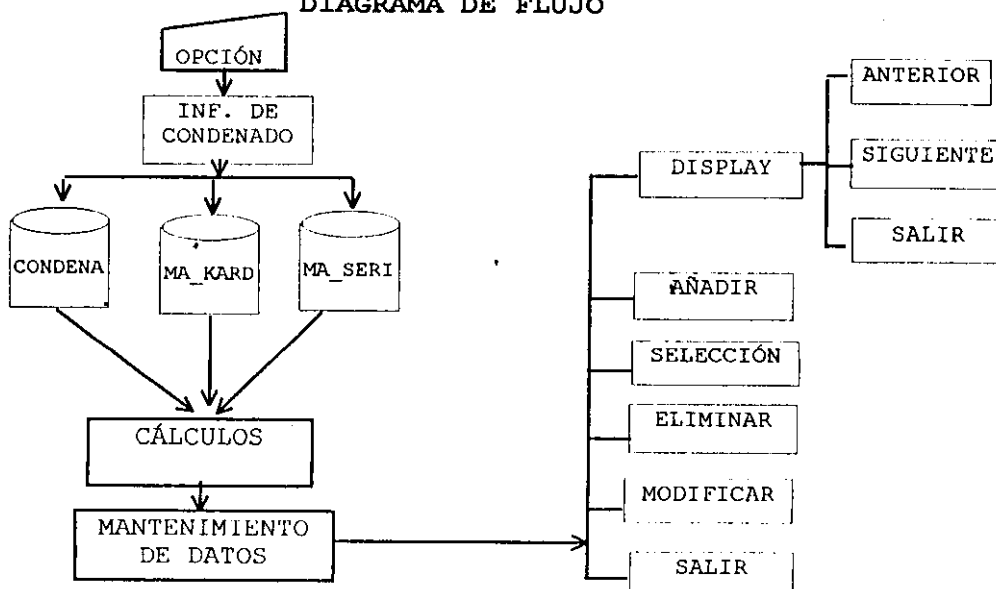 DIAGRAMA DE FLUJO
OPCIÓN
INF. DE
CONDENADO
CONDENA
MA_KARD
MA_SERI
CÁLCULOS
MANTENIMIENTO
DE DATOS
DISPLAY
AÑADIR
SELECCIÓN
ELIMINAR
MODIFICAR
SALIR
ANTERIOR
SIGUIENTE
SALIR